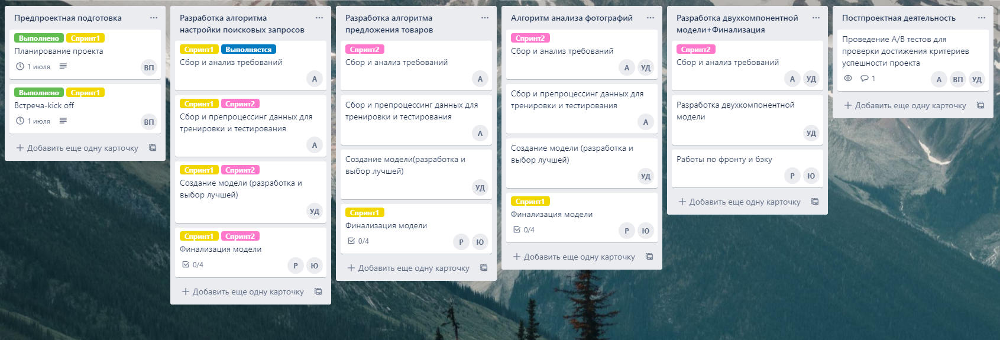 Предпроектная подготовка
Выполнено Спринт1
Планирование проекта
1 июля
ВП
Выполнено Спринт1
Встреча-kick off
1 июля
ВП
Добавить еще одну карточку
Разработка алгоритма
настройки поисковых запросов
Спринт1 Выполняется
Сбор и анализ требований
А
Спринт1 Спринт2
Сбор и препроцессинг данных для
тренировки и тестирования
А
Спринт1 Спринт2
Создание модели (разработка и
выбор лучшей)
УД
Спринт1 Спринт2
Финализация модели
0/4
Р Ю
Добавить еще одну карточку
Разработка алгоритма
предложения товаров
Спринт2
Сбор и анализ требований
А
Сбор и препроцессинг данных для
тренировки и тестирования
А
Создание модели(разработка и
выбор лучшей)
УД
Спринт1
Финализация модели
0/4
Р Ю
Добавить еще одну карточку
Алгоритм анализа фотографий
Спринт2
Сбор и анализ требований
А УД
Сбор и препроцессинг данных для
тренировки и тестирования
А
Создание модели (разработка и
выбор лучшей)
УД
Спринт1
Финализация модели
0/4
Р Ю
Добавить еще одну карточку
Разработка двухкомпонентной
модели+Финализация
Спринт2
Сбор и анализ требований
А УД
Разработка двухкомпонентной
модели
УД
Работы по фронту и бэку
Р Ю
Добавить еще одну карточку
Постпроектная деятельность
Проведение А/В тестов для
проверки достижения критериев
успешности проекта
1
А ВП УД
Добавить еще одну карточку